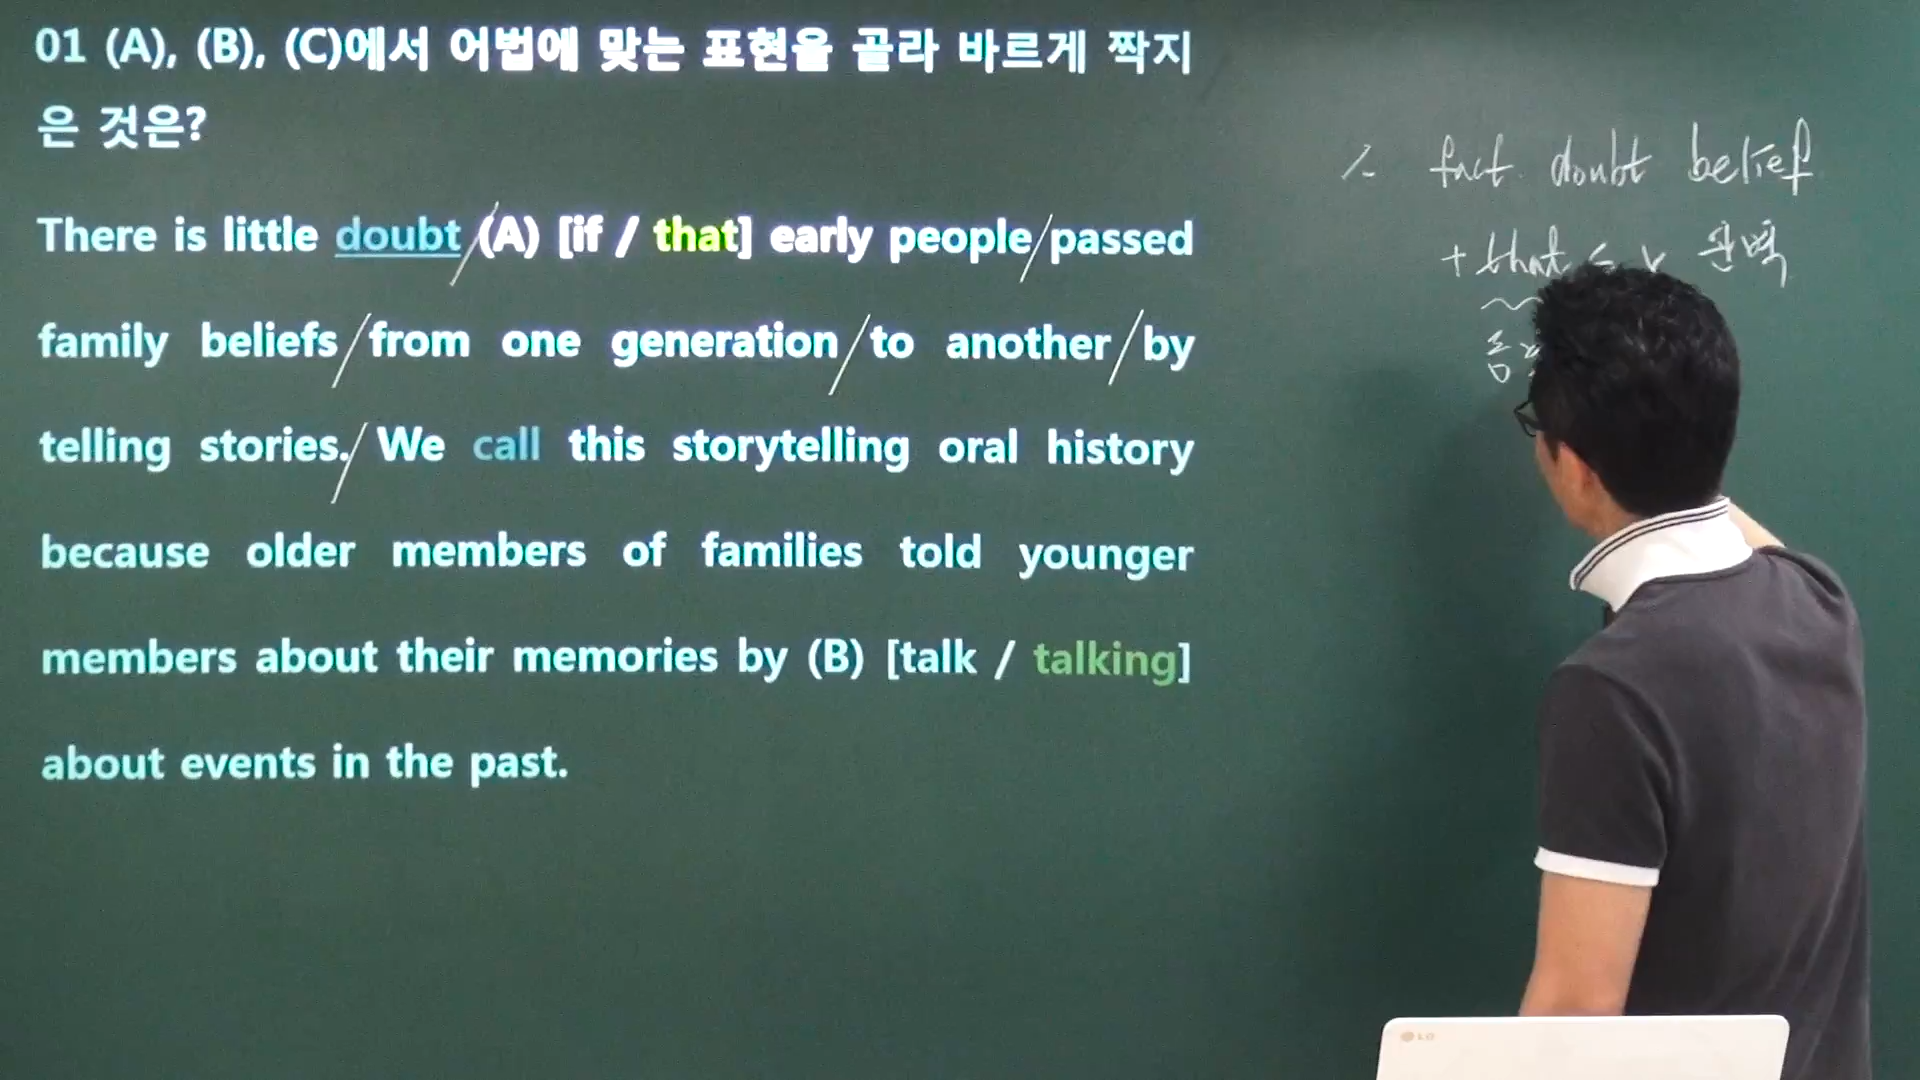 01 (A), (B), (C)에서 어법에 맞는 표현을 골라 바르게 짝지
은 것은?
There is little doubt (A) [if / that] early people passed
family beliefs from one generation to another by
telling stories. We call this storytelling oral history
because older members of families told younger
members about their memories by (B) [talk / talking]
about events in the past.
fact doubt belief
+ that S V 완벽
LG